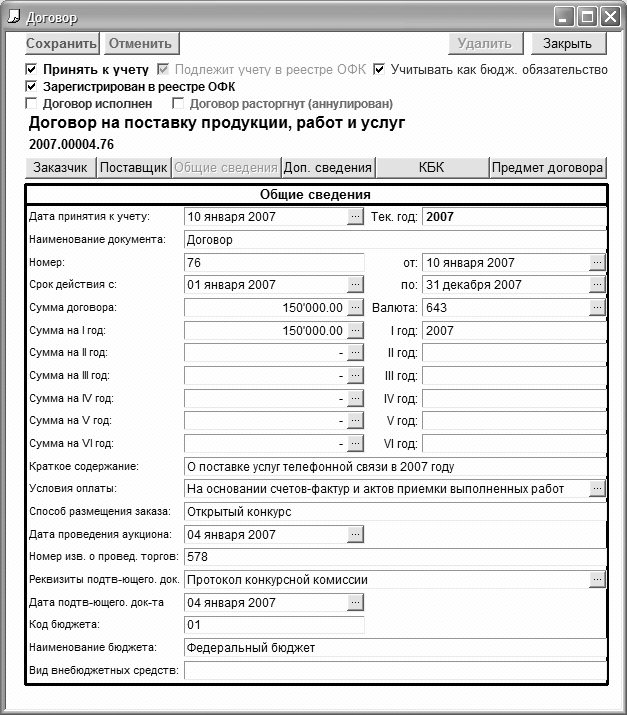 Договор
Сохранить Отменить Удалить Закрыть
Принять к учету Подлежит учету в реестре ОФК Учитывать как бюдж. обязательство
Зарегистрирован в реестре ОФК
Договор исполнен Договор расторгнут (аннулирован)
Договор на поставку продукции, работ и услуг
2007.00004.76
Заказчик Поставщик Общие сведения Доп. сведения КБК Предмет договора
Общие сведения
Дата принятия к учету: 10 января 2007 ... Тек. год: 2007
Наименование документа: Договор
Номер: 76 от: 10 января 2007 ...
Срок действия с: 01 января 2007 по: 31 декабря 2007 ...
Сумма договора: 150'000.00 ... Валюта: 643 ...
Сумма на I год: 150'000.00 ... I год: 2007
Сумма на II год: - ... II год:
Сумма на III год: - ... III год:
Сумма на IV год: - ... IV год:
Сумма на V год: - ... V год:
Сумма на VI год: - ... VI год:
Краткое содержание: О поставке услуг телефонной связи в 2007 году
Условия оплаты: На основании счетов-фактур и актов приемки выполненных работ ...
Способ размещения заказа: Открытый конкурс
Дата проведения аукциона: 04 января 2007 ...
Номер изв. о провед. торгов: 578
Реквизиты подтв-ющего. док. Протокол конкурсной комиссии ...
Дата подтв-ющего. док-та 04 января 2007 ...
Код бюджета: 01
Наименование бюджета: Федеральный бюджет
Вид внебюджетных средств: